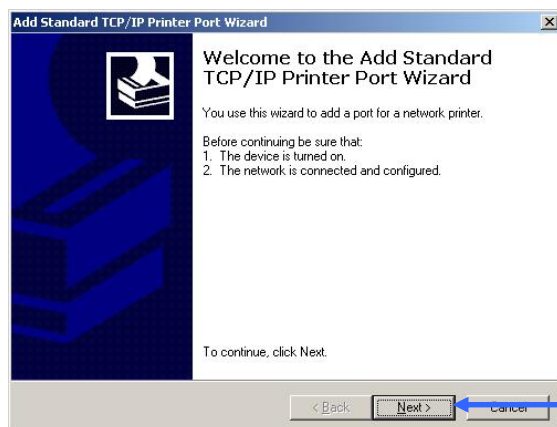 Add Standard TCP/IP Printer Port Wizard
Welcome to the Add Standard
TCP/IP Printer Port Wizard
You use this wizard to add a port for a network printer.
Before continuing be sure that:
1. The device is turned on.
2. The network is connected and configured.
To continue, click Next.
< Back Next > Cancel